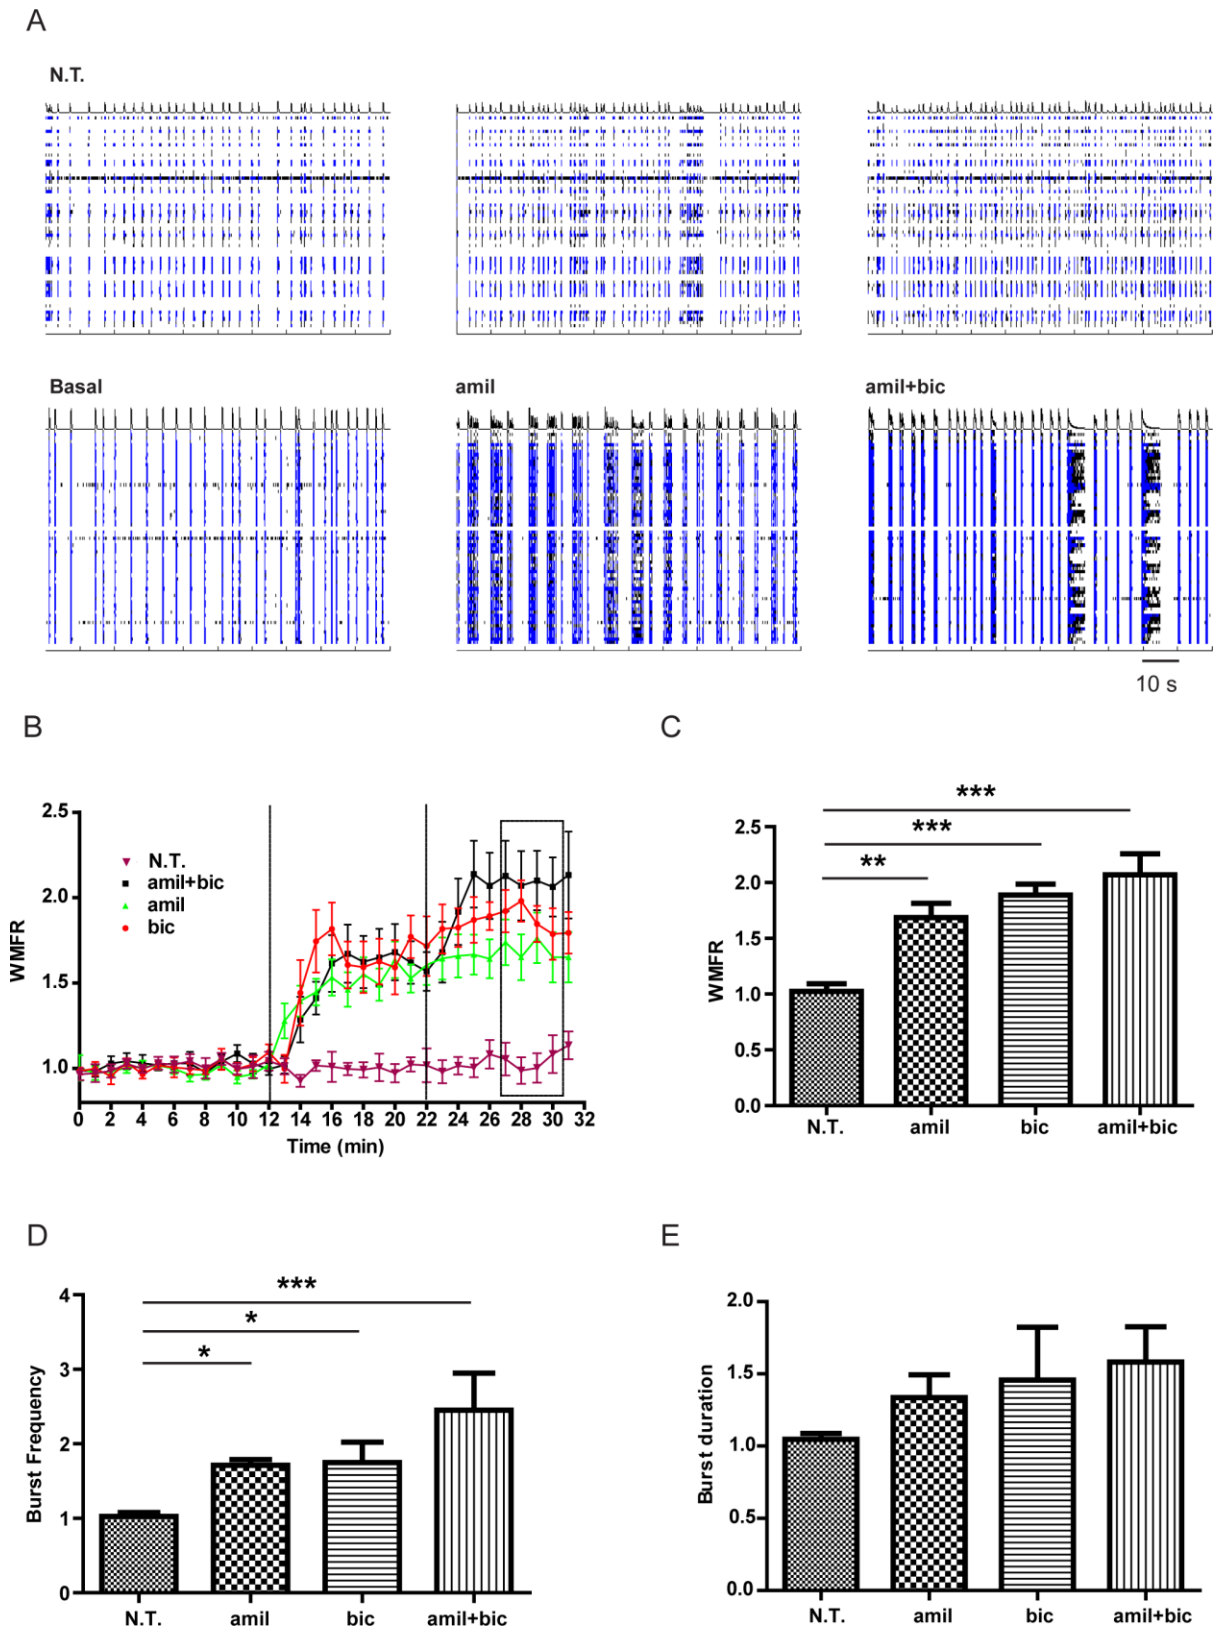 A
N.T.
Basal
amil
amil+bic
10 s
B
2.5
2.0
1.5
1.0
WMFR
N.T.
amil+bic
amil
bic
0 2 4 6 8 10 12 14 16 18 20 22 24 26 28 30 32
Time (min)
C
***
***
**
2.5
2.0
1.5
1.0
0.5
0.0
WMFR
N.T. amil bic amil+bic
D
***
*
*
4
3
2
1
0
Burst Frequency
N.T. amil bic amil+bic
E
2.0
1.5
1.0
0.5
0.0
Burst duration
N.T. amil bic amil+bic